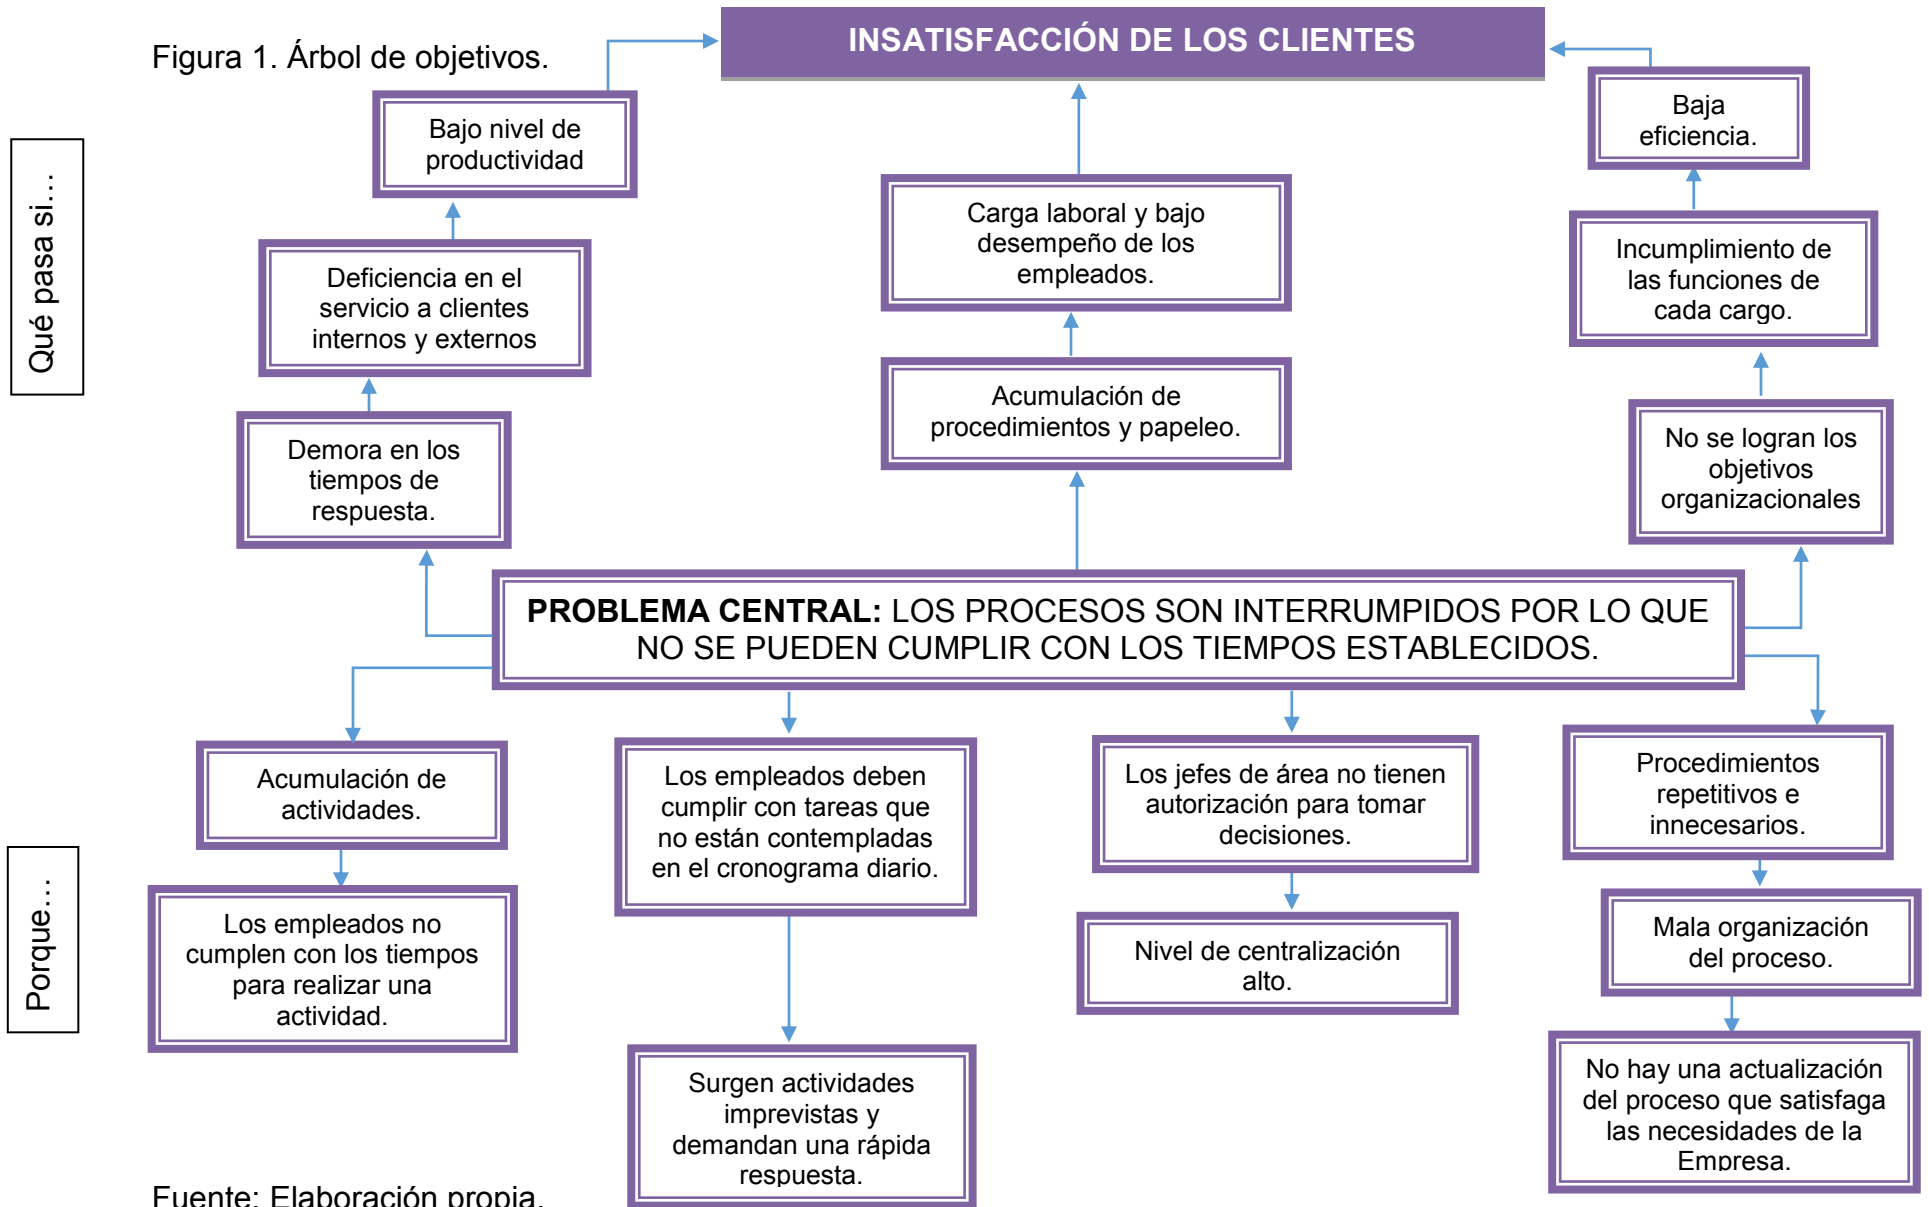 Figura 1. Árbol de objetivos.
INSATISFACCIÓN DE LOS CLIENTES
Qué pasa si…
Bajo nivel de
productividad
Baja
eficiencia.
Carga laboral y bajo
desempeño de los
empleados.
Deficiencia en el
servicio a clientes
internos y externos
Incumplimiento de
las funciones de
cada cargo.
Acumulación de
procedimientos y papeleo.
Demora en los
tiempos de
respuesta.
No se logran los
objetivos
organizacionales
PROBLEMA CENTRAL: LOS PROCESOS SON INTERRUMPIDOS POR LO QUE
NO SE PUEDEN CUMPLIR CON LOS TIEMPOS ESTABLECIDOS.
Porque…
Acumulación de
actividades.
Los empleados deben
cumplir con tareas que
no están contempladas
en el cronograma diario.
Los jefes de área no tienen
autorización para tomar
decisiones.
Procedimientos
repetitivos e
innecesarios.
Los empleados no
cumplen con los tiempos
para realizar una
actividad.
Nivel de centralización
alto.
Mala organización
del proceso.
Surgen actividades
imprevistas y
demandan una rápida
respuesta.
No hay una actualización
del proceso que satisfaga
las necesidades de la
Empresa.
Fuente: Elaboración propia.